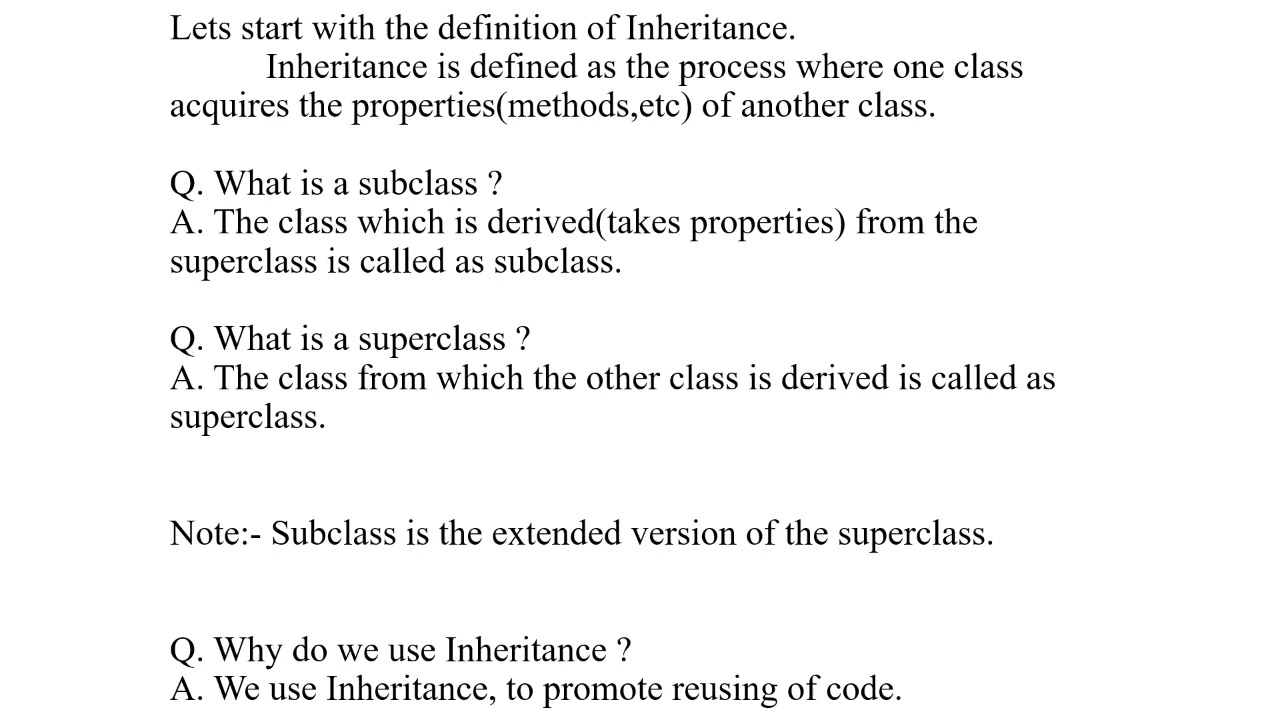 Lets start with the definition of Inheritance.
Inheritance is defined as the process where one class
acquires the properties(methods,etc) of another class.
Q. What is a subclass ?
A. The class which is derived(takes properties) from the
superclass is called as subclass.
Q. What is a superclass ?
A. The class from which the other class is derived is called as
superclass.
Note:- Subclass is the extended version of the superclass.
Q. Why do we use Inheritance ?
A. We use Inheritance, to promote reusing of code.